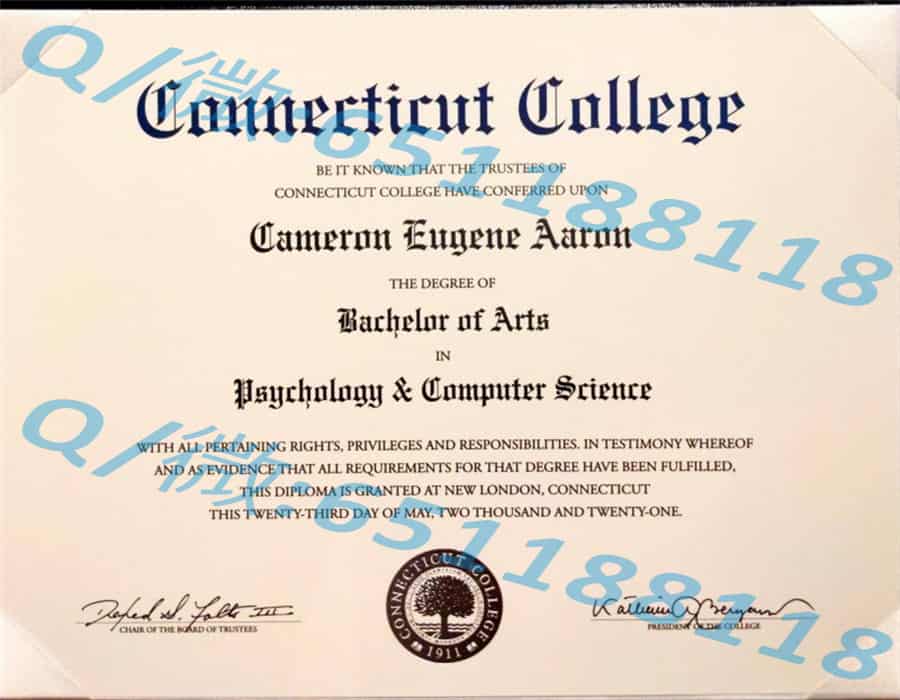 Q/微:651188118
Connecticut College
BE IT KNOWN THAT THE TRUSTEES OF
CONNECTICUT COLLEGE HAVE CONFERRED UPON
Cameron Eugene Aaron
THE DEGREE OF
Bachelor of Arts
IN
Psychology & Computer Science
Q/微:651188118
WITH ALL PERTAINING RIGHTS, PRIVILEGES AND RESPONSIBILITIES. IN TESTIMONY WHEREOF
AND AS EVIDENCE THAT ALL REQUIREMENTS FOR THAT DEGREE HAVE BEEN FULFILLED,
THIS DIPLOMA IS GRANTED AT NEW LONDON, CONNECTICUT
THIS TWENTY-THIRD DAY OF MAY, TWO THOUSAND AND TWENTY-ONE.
CONNECTICUT COLLEGE
1911
CHAIR OF THE BOARD OF TRUSTEES
PRESIDENT OF THE COLLEGE